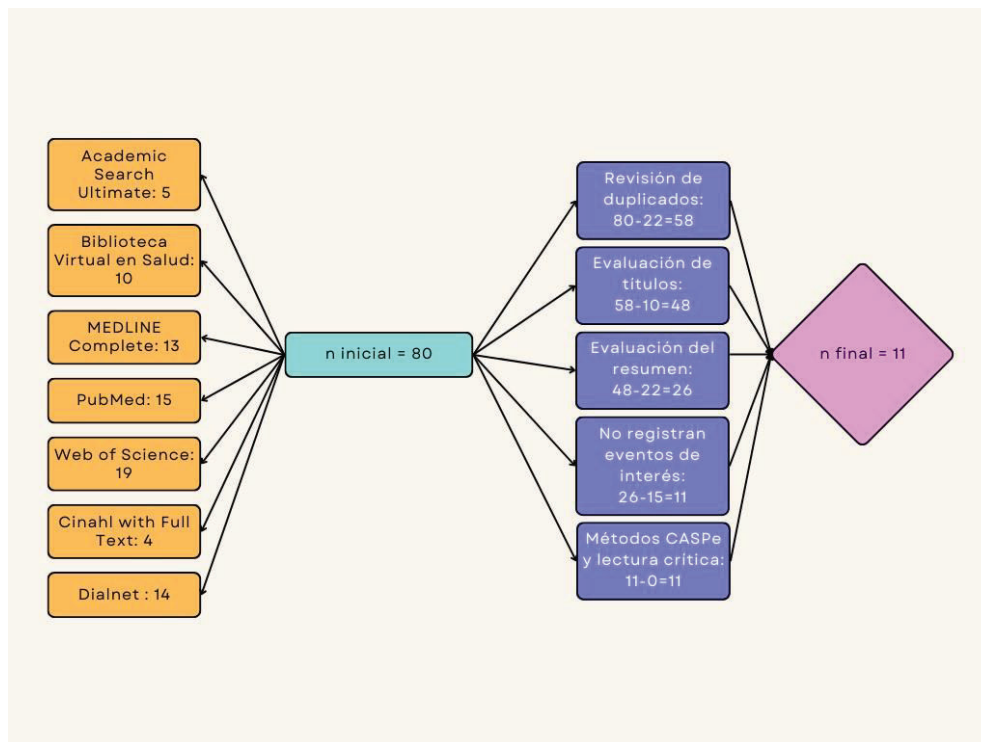 Academic
Search
Ultimate: 5
Biblioteca
Virtual en Salud:
10
MEDLINE
Complete: 13
PubMed: 15
Web of Science:
19
Cinahl with Full
Text: 4
Dialnet : 14
n inicial = 80
Revisión de
duplicados:
80-22=58
Evaluación de
títulos:
58-10=48
Evaluación del
resumen:
48-22=26
No registran
eventos de
interés:
26-15=11
Métodos CASPe
y lectura crítica:
11-0=11
n final = 11